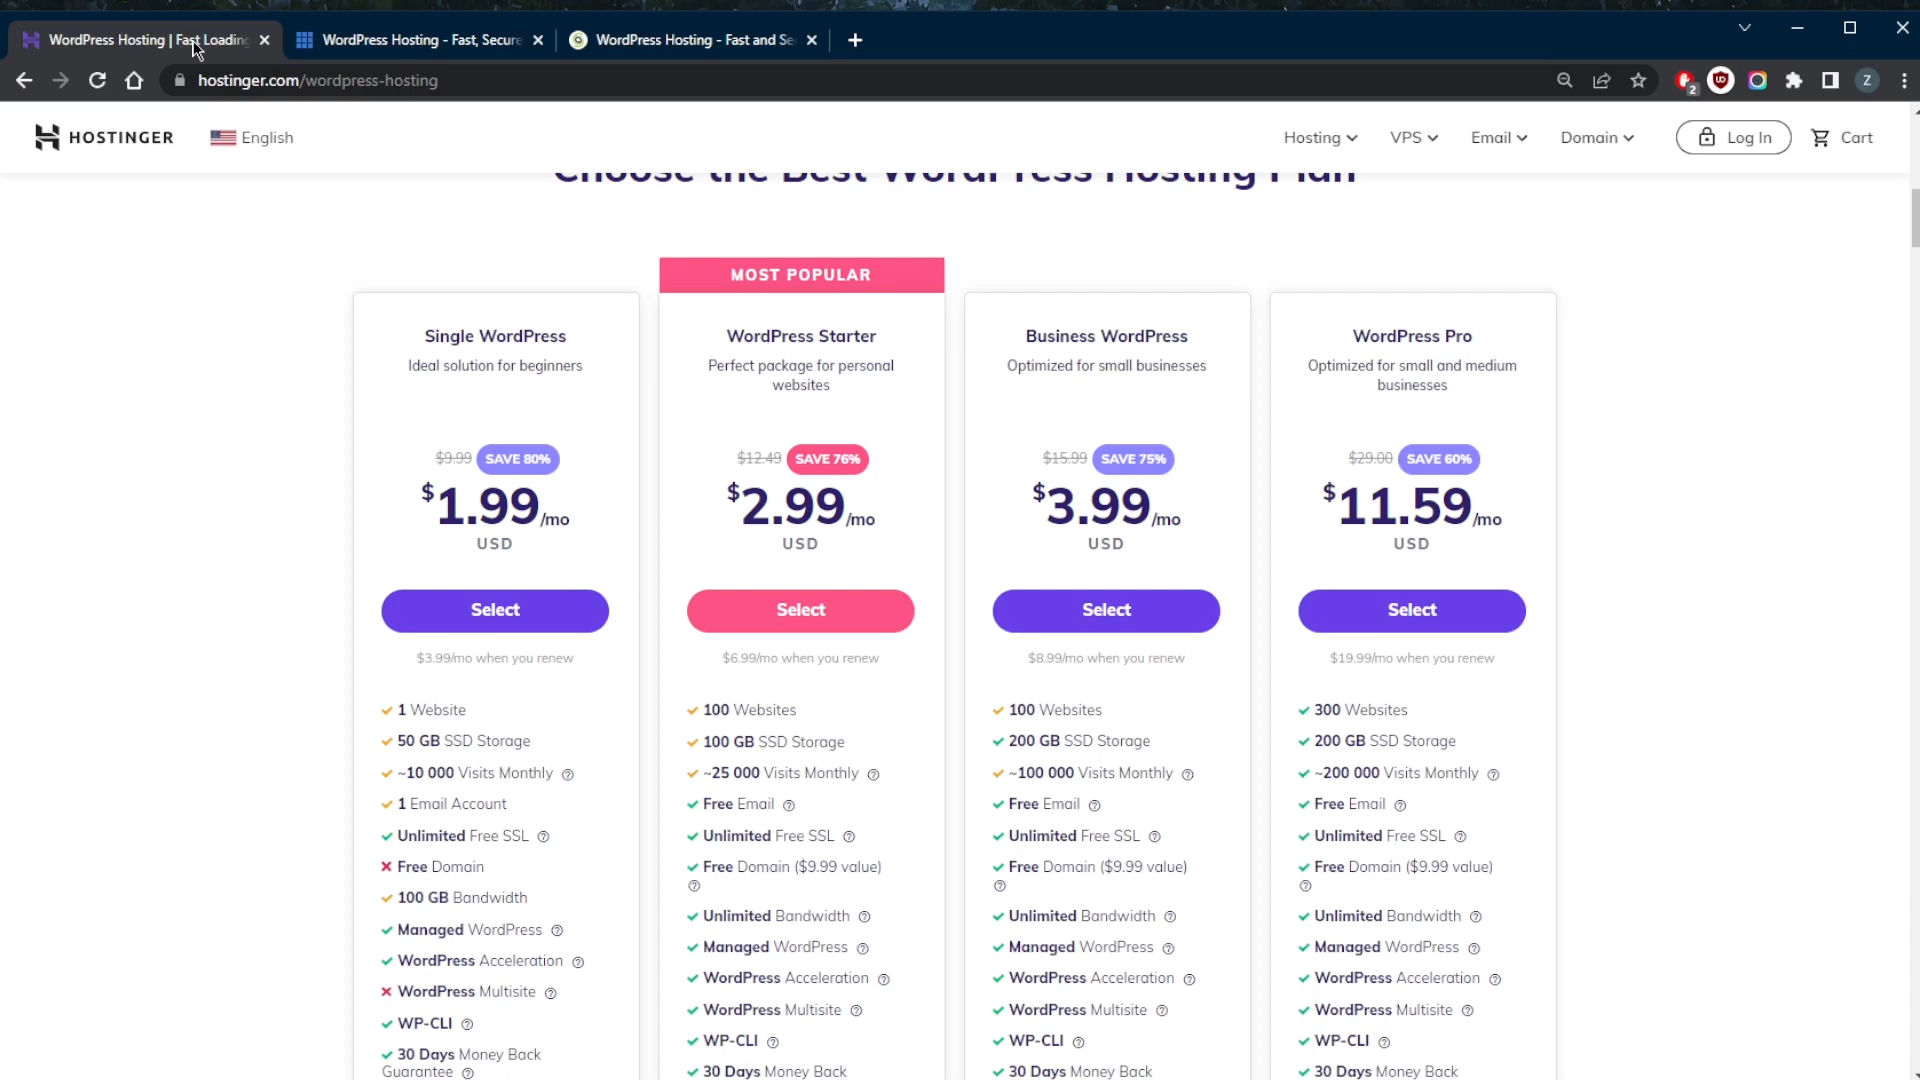 WordPress Hosting | Fast Loading
WordPress Hosting - Fast, Secure
WordPress Hosting - Fast and Se
hostinger.com/wordpress-hosting
2
Z
HOSTINGER
English
Hosting
VPS
Email
Domain
Log In
Cart
Choose the Best WordPress Hosting Plan
MOST POPULAR
Single WordPress
Ideal solution for beginners
$9.99 SAVE 80%
$1.99/mo
USD
Select
$3.99/mo when you renew
1 Website
50 GB SSD Storage
~10 000 Visits Monthly
1 Email Account
Unlimited Free SSL
Free Domain
100 GB Bandwidth
Managed WordPress
WordPress Acceleration
WordPress Multisite
WP-CLI
30 Days Money Back
Guarantee
WordPress Starter
Perfect package for personal
websites
$12.49 SAVE 76%
$2.99/mo
USD
Select
$6.99/mo when you renew
100 Websites
100 GB SSD Storage
~25 000 Visits Monthly
Free Email
Unlimited Free SSL
Free Domain ($9.99 value)
Unlimited Bandwidth
Managed WordPress
WordPress Acceleration
WordPress Multisite
WP-CLI
30 Days Money Back
Business WordPress
Optimized for small businesses
$15.99 SAVE 75%
$3.99/mo
USD
Select
$8.99/mo when you renew
100 Websites
200 GB SSD Storage
~100 000 Visits Monthly
Free Email
Unlimited Free SSL
Free Domain ($9.99 value)
Unlimited Bandwidth
Managed WordPress
WordPress Acceleration
WordPress Multisite
WP-CLI
30 Days Money Back
WordPress Pro
Optimized for small and medium
businesses
$29.00 SAVE 60%
$11.59/mo
USD
Select
$19.99/mo when you renew
300 Websites
200 GB SSD Storage
~200 000 Visits Monthly
Free Email
Unlimited Free SSL
Free Domain ($9.99 value)
Unlimited Bandwidth
Managed WordPress
WordPress Acceleration
WordPress Multisite
WP-CLI
30 Days Money Back